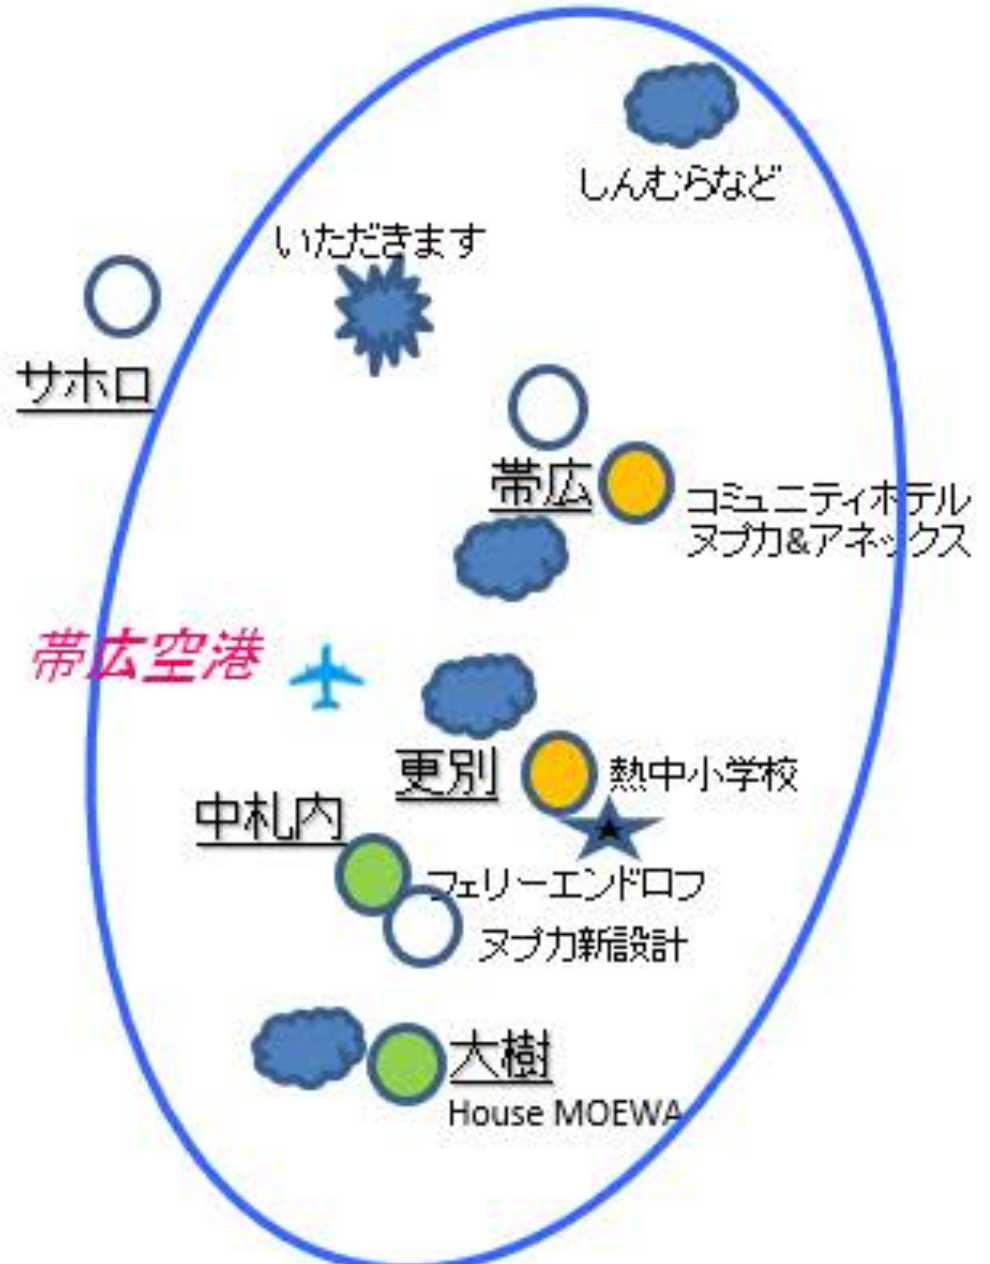 しんむらなど
いただきます
サホロ
帯広
コミュニティホテル
ヌプカ&アネックス
帯広空港
更別
熱中小学校
中札内
フェリーエンドロフ
ヌプカ新設計
大樹
House MOEWA